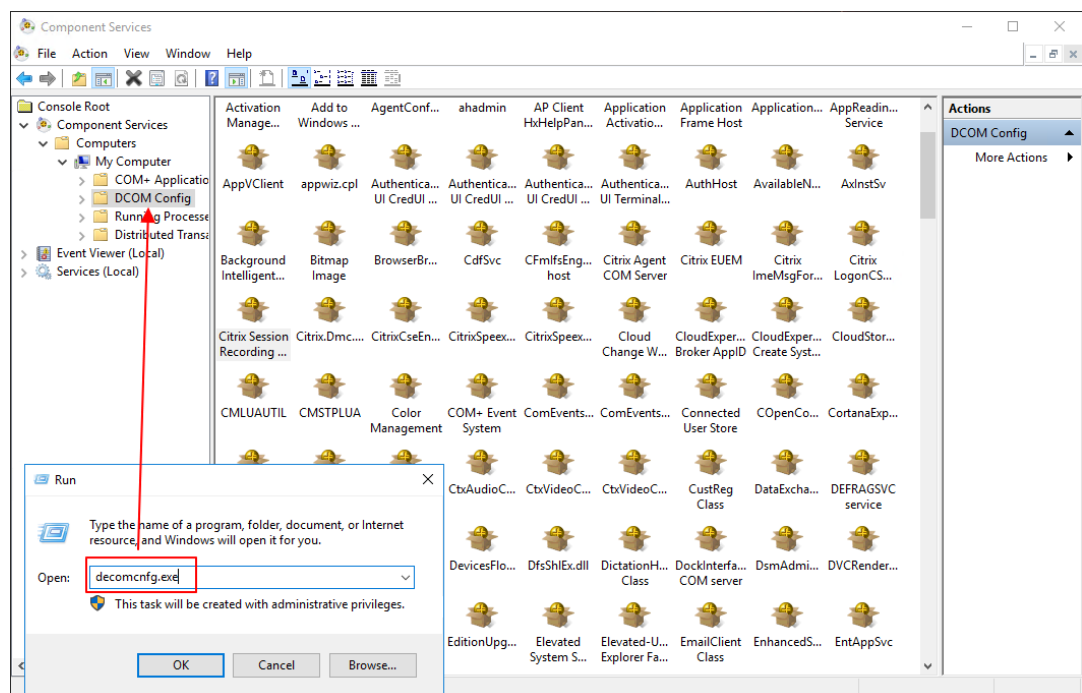 Component Services
File Action View Window Help
Console Root
Component Services
Computers
My Computer
COM+ Applicatio
DCOM Config
Running Processe
Distributed Transa
Event Viewer (Local)
Services (Local)
Activation Add to AgentConf... ahadmin AP Client Application Application Application... AppReadin...
Manage... Windows ... HxHelpPan... Activatio... Frame Host Service
AppVClient appwiz.cpl Authentica... Authentica... Authentica... Authentica... AuthHost AvailableN... AxInstSv
UI CredUI ... UI CredUI ... UI CredUI ... UI Terminal...
Background Bitmap BrowserBr... CdfSvc CFmIfsEng... Citrix Agent Citrix EUEM Citrix Citrix
Intelligent... Image host COM Server ImeMsgFor... LogonCS...
Citrix Session Citrix.Dmc.... CitrixCseEn... CitrixSpeex... CitrixSpeex... Cloud CloudExper... CloudExper... CloudStor...
Recording ... Change W... Broker AppID Create Syst...
CMLUAUTIL CMSTPLUA Color COM+ Event ComEvents... ComEvents... Connected COpenCo... CortanaExp...
Management System User Store
CtxAudioC... CtxVideoC... CtxVideoC... CustReg DataExcha... DEFRAGSVC
Class service
DevicesFlo... DfsShlEx.dll DictationH... DockInterfa... DsmAdmi... DVCRender...
Class COM server
EditionUpg... Elevated Elevated-U... EmailClient EnhancedS... EntAppSvc
System S... Explorer Fa... Class
Actions
DCOM Config
More Actions
Run
Type the name of a program, folder, document, or Internet
resource, and Windows will open it for you.
Open: decomcnfg.exe
This task will be created with administrative privileges.
OK Cancel Browse...